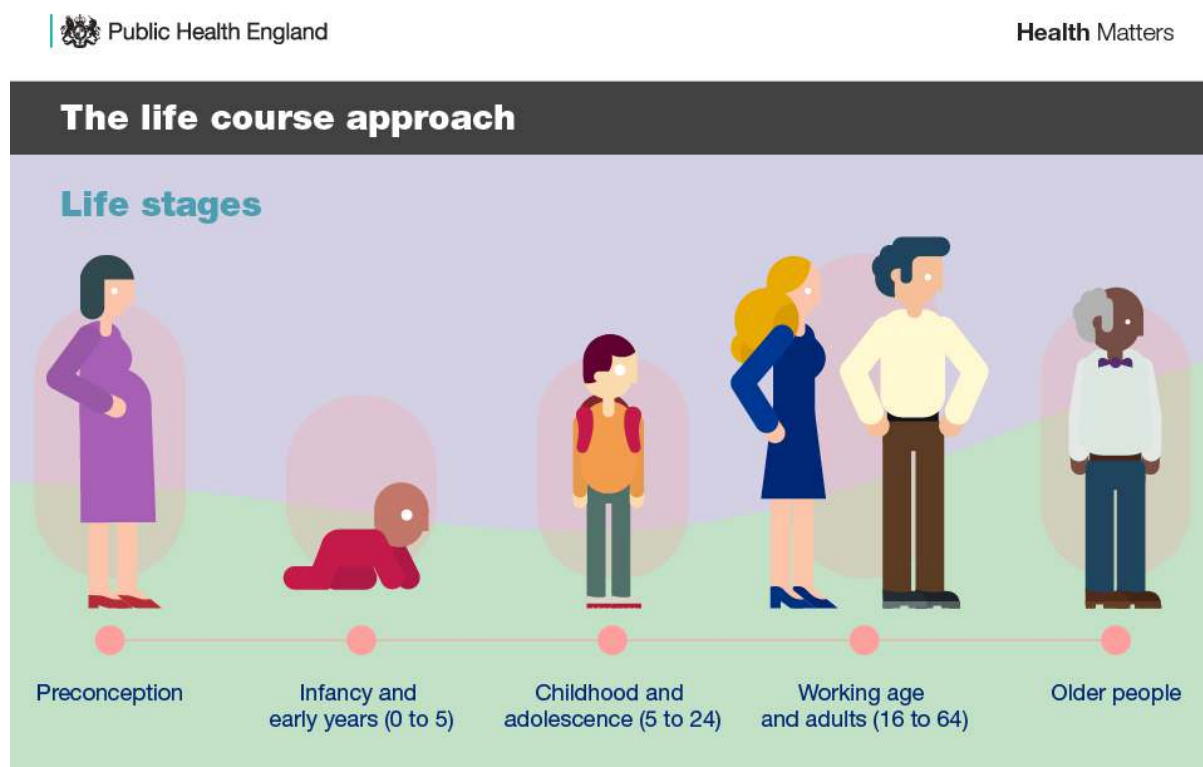 Public Health England
Health Matters
The life course approach
Life stages
Preconception
Infancy and
early years (0 to 5)
Childhood and
adolescence (5 to 24)
Working age
and adults (16 to 64)
Older people